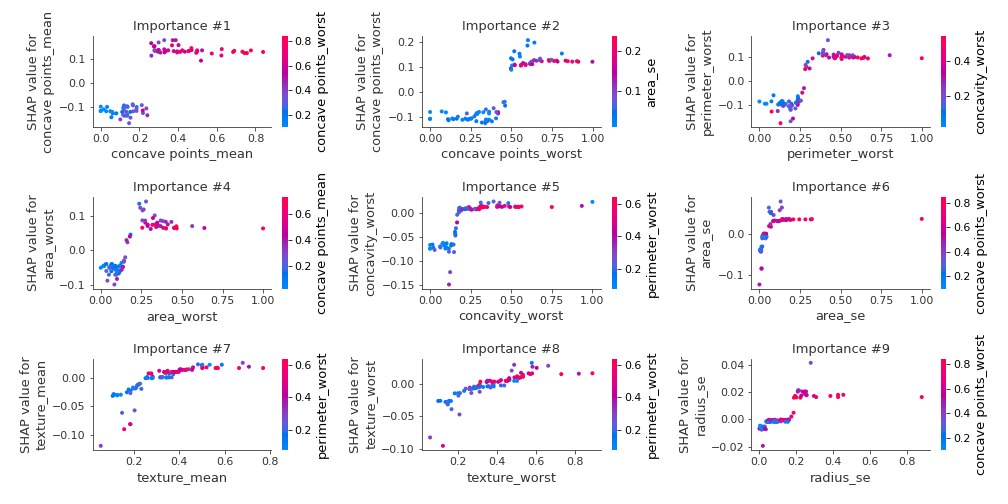 Importance #1
SHAP value for
concave points_mean
0.1
0.0
−0.1
0.0 0.2 0.4 0.6 0.8
concave points_mean
0.8
0.6
0.4
0.2
concave points_worst
Importance #2
SHAP value for
concave points_worst
0.2
0.1
0.0
−0.1
0.00 0.25 0.50 0.75 1.00
concave points_worst
0.2
0.1
area_se
Importance #3
SHAP value for
perimeter_worst
0.1
0.0
−0.1
0.00 0.25 0.50 0.75 1.00
perimeter_worst
0.4
0.2
concavity_worst
Importance #4
SHAP value for
area_worst
0.1
0.0
−0.1
0.00 0.25 0.50 0.75 1.00
area_worst
0.6
0.4
0.2
concave points_mean
Importance #5
SHAP value for
concavity_worst
0.00
−0.05
−0.10
−0.15
0.00 0.25 0.50 0.75 1.00
concavity_worst
0.6
0.4
0.2
perimeter_worst
Importance #6
SHAP value for
area_se
0.0
−0.1
0.00 0.25 0.50 0.75 1.00
area_se
0.8
0.6
0.4
0.2
concave points_worst
Importance #7
SHAP value for
texture_mean
0.00
−0.05
−0.10
0.2 0.4 0.6 0.8
texture_mean
0.6
0.4
0.2
perimeter_worst
Importance #8
SHAP value for
texture_worst
0.00
−0.05
−0.10
0.2 0.4 0.6 0.8
texture_worst
0.6
0.4
0.2
perimeter_worst
Importance #9
SHAP value for
radius_se
0.04
0.02
0.00
−0.02
0.0 0.2 0.4 0.6 0.8
radius_se
0.8
0.6
0.4
0.2
concave points_worst